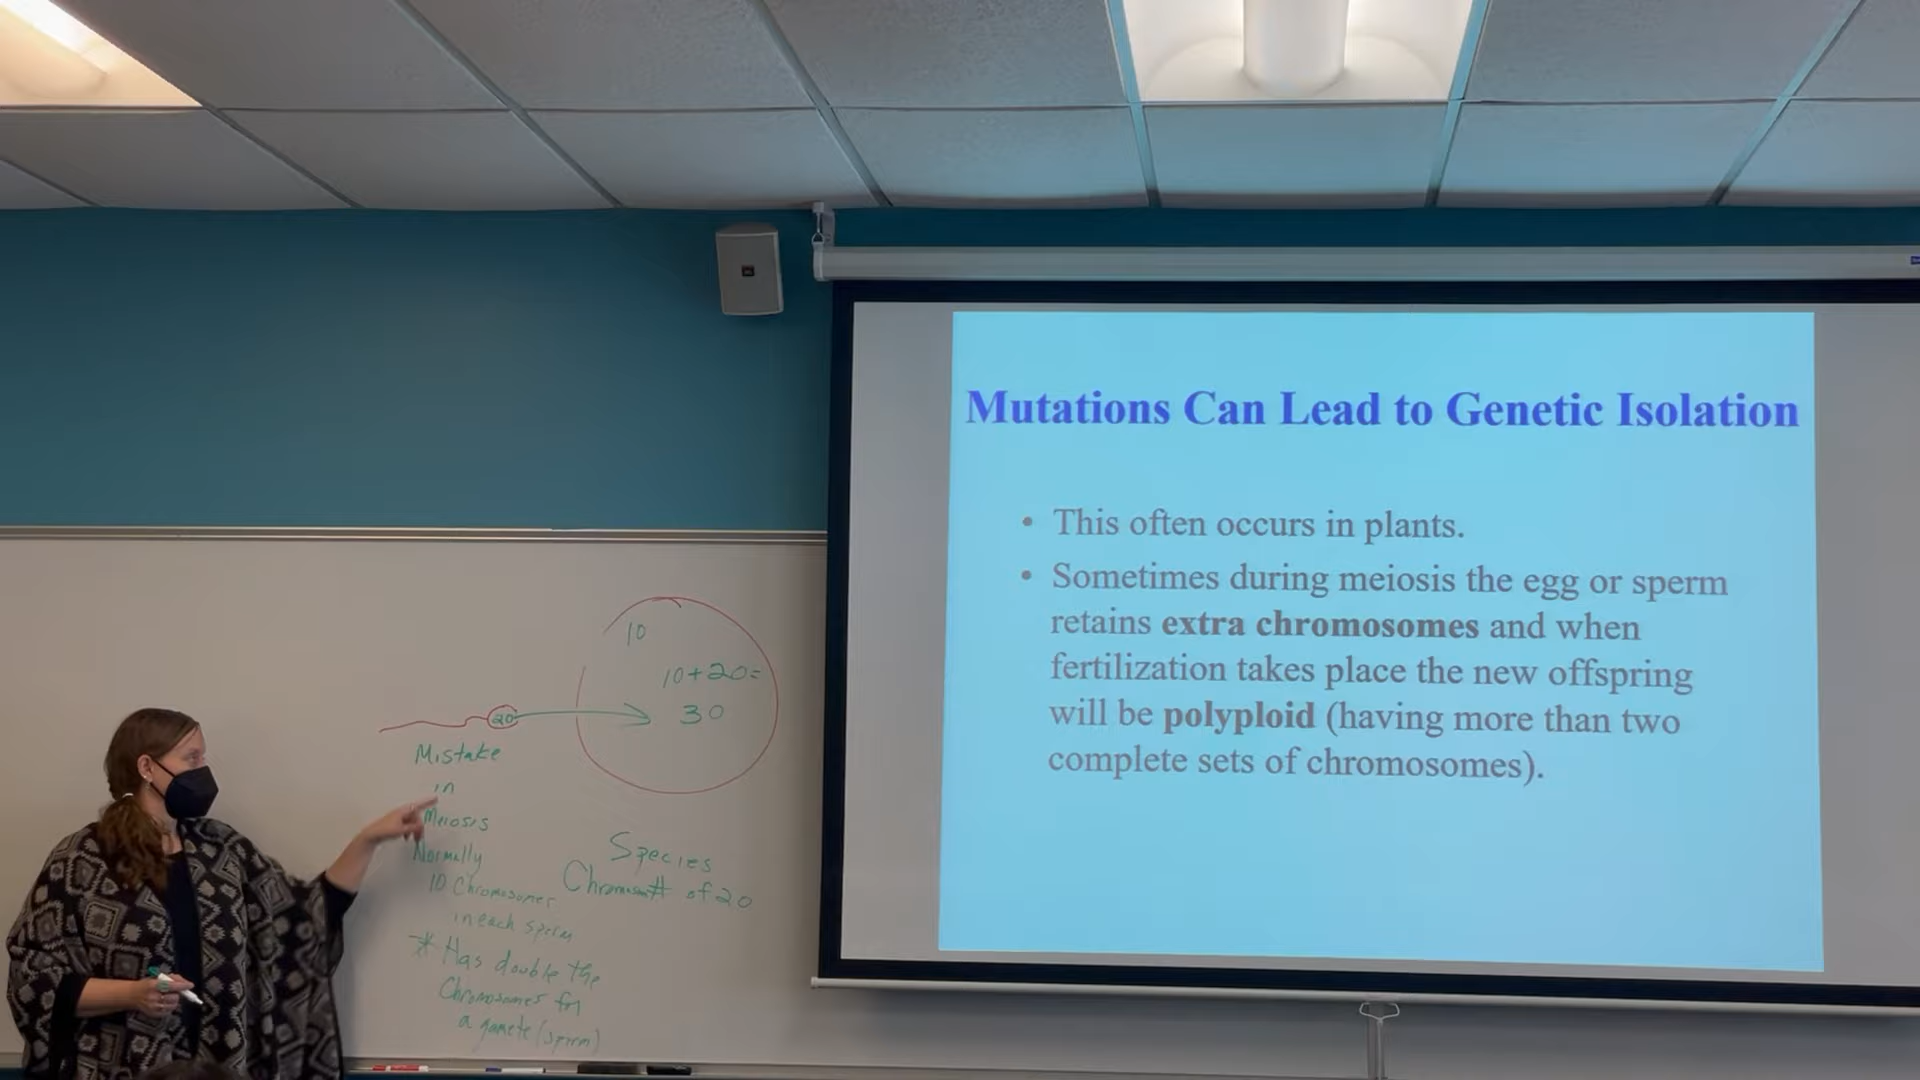 Mutations Can Lead to Genetic Isolation
• This often occurs in plants.
• Sometimes during meiosis the egg or sperm
retains extra chromosomes and when
fertilization takes place the new offspring
will be polyploid (having more than two
complete sets of chromosomes).
10
10+20=
30
20
Mistake
in
Meiosis
Normally
10 Chromosomes
in each sperm
* Has double the
Chromosomes for
a gamete (sperm)
Species
Chromosom# of 20